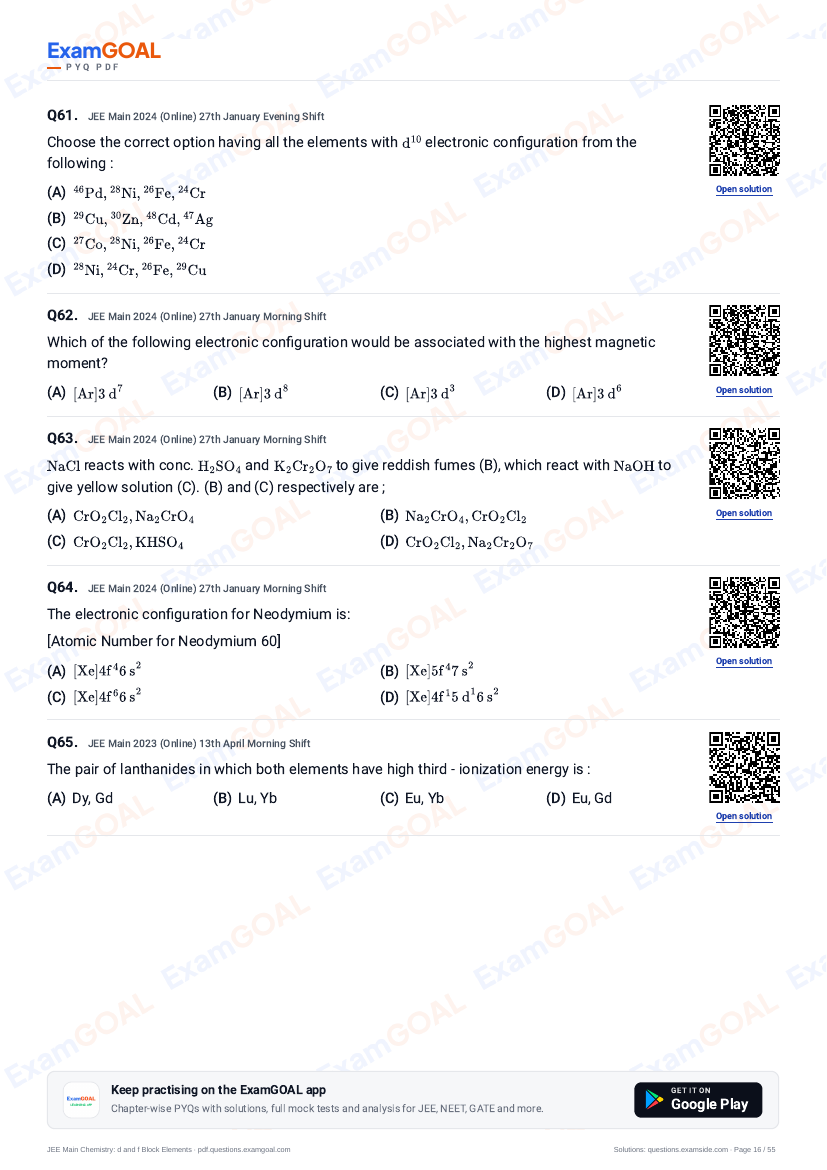 ExamGOAL
PYQ PDF
Q61. JEE Main 2024 (Online) 27th January Evening Shift
Choose the correct option having all the elements with d¹⁰ electronic configuration from the
following :
(A) ⁴⁶Pd, ²⁸Ni, ²⁶Fe, ²⁴Cr
(B) ²⁹Cu, ³⁰Zn, ⁴⁸Cd, ⁴⁷Ag
(C) ²⁷Co, ²⁸Ni, ²⁶Fe, ²⁴Cr
(D) ²⁸Ni, ²⁴Cr, ²⁶Fe, ²⁹Cu
Open solution
Q62. JEE Main 2024 (Online) 27th January Morning Shift
Which of the following electronic configuration would be associated with the highest magnetic
moment?
(A) [Ar]3 d⁷ (B) [Ar]3 d⁸ (C) [Ar]3 d³ (D) [Ar]3 d⁶
Open solution
Q63. JEE Main 2024 (Online) 27th January Morning Shift
NaCl reacts with conc. H₂SO₄ and K₂Cr₂O₇ to give reddish fumes (B), which react with NaOH to
give yellow solution (C). (B) and (C) respectively are ;
(A) CrO₂Cl₂, Na₂CrO₄ (B) Na₂CrO₄, CrO₂Cl₂
(C) CrO₂Cl₂, KHSO₄ (D) CrO₂Cl₂, Na₂Cr₂O₇
Open solution
Q64. JEE Main 2024 (Online) 27th January Morning Shift
The electronic configuration for Neodymium is:
[Atomic Number for Neodymium 60]
(A) [Xe]4f⁴6 s² (B) [Xe]5f⁴7 s²
(C) [Xe]4f⁶6 s² (D) [Xe]4f¹5 d¹6 s²
Open solution
Q65. JEE Main 2023 (Online) 13th April Morning Shift
The pair of lanthanides in which both elements have high third - ionization energy is :
(A) Dy, Gd (B) Lu, Yb (C) Eu, Yb (D) Eu, Gd
Open solution
ExamGOAL
Keep practising on the ExamGOAL app
Chapter-wise PYQs with solutions, full mock tests and analysis for JEE, NEET, GATE and more.
GET IT ON
Google Play
JEE Main Chemistry: d and f Block Elements · pdf.questions.examgoal.com
Solutions: questions.examside.com · Page 16 / 55